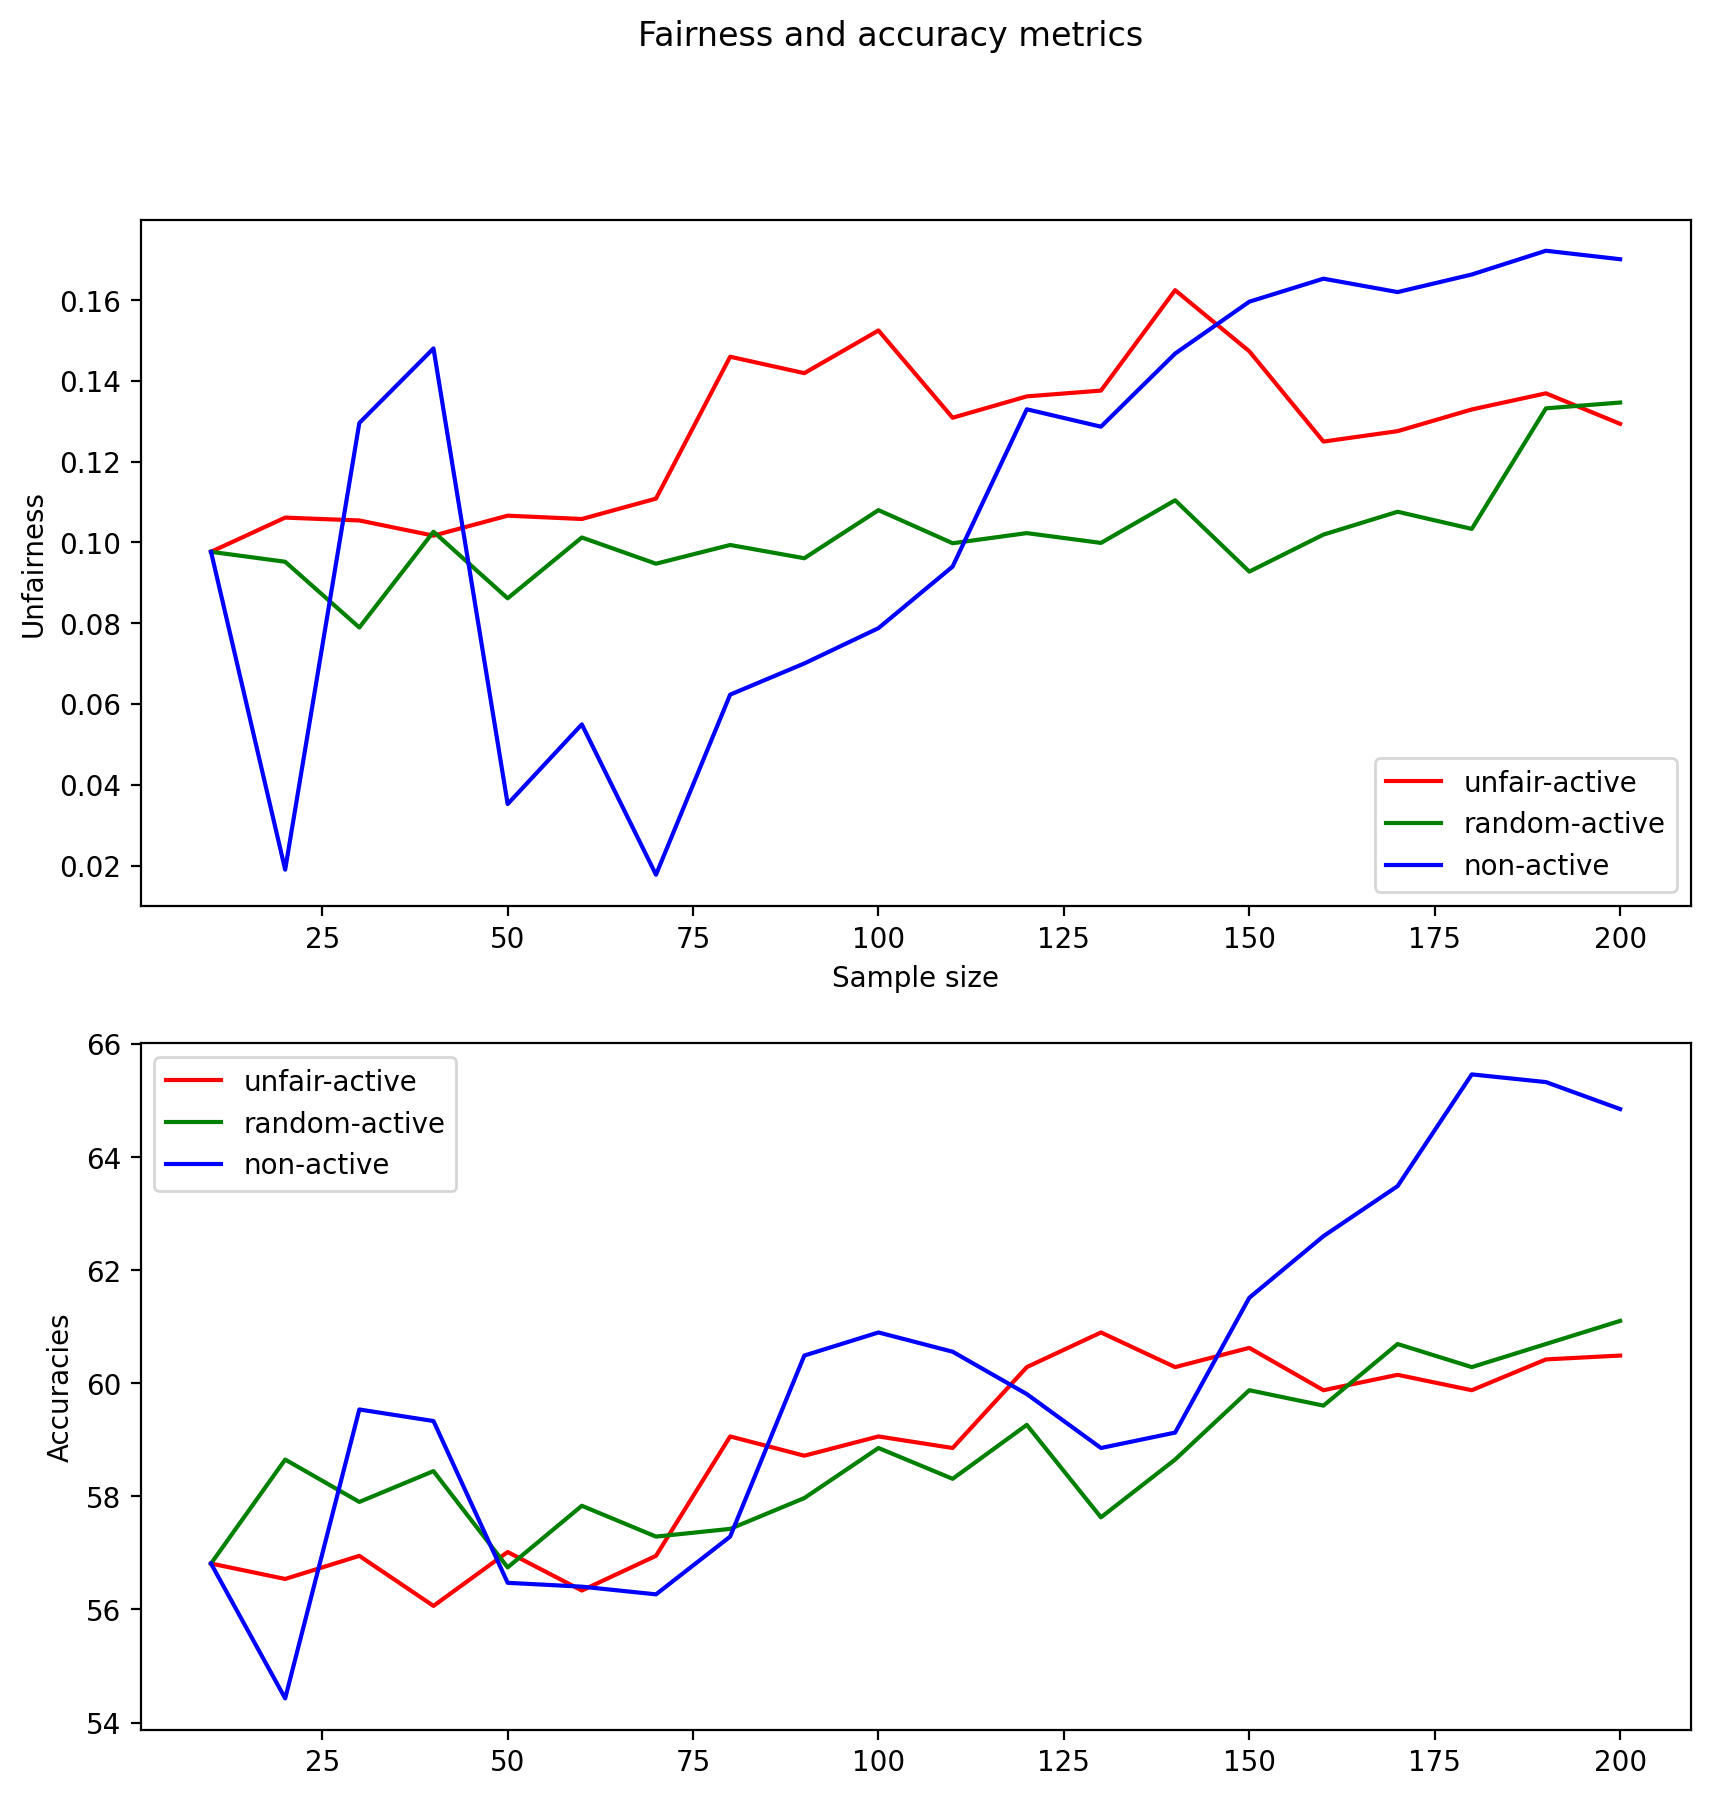 Fairness and accuracy metrics
Unfairness
0.16
0.14
0.12
0.10
0.08
0.06
0.04
0.02
unfair-active
random-active
non-active
25 50 75 100 125 150 175 200
Sample size
Accuracies
66
64
62
60
58
56
54
unfair-active
random-active
non-active
25 50 75 100 125 150 175 200